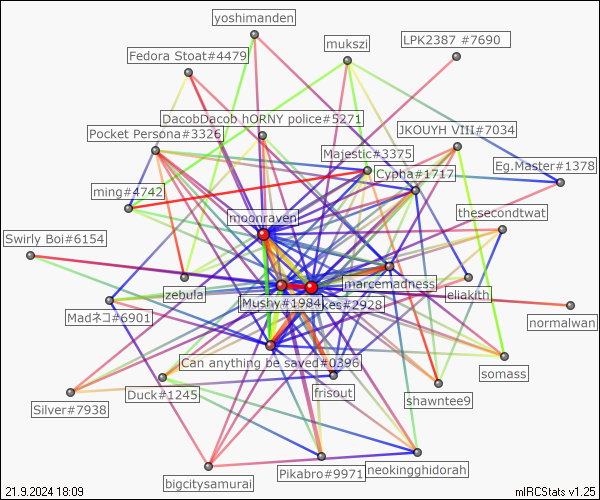 yoshimanden
mukszi
LPK2387 #7690
Fedora Stoat#4479
DacobDacob hORNY police#5271
Pocket Persona#3326
JKOUYH VIII#7034
Majestic#3375
Eg.Master#1378
Cypha#1717
ming#4742
moonraven
thesecondtwat
Swirly Boi#6154
marcemadness
zebula
eliakith
Mushy#1984
kes#2928
Madネコ#6901
normalwan
Can anything be saved#0396
somass
frisout
Duck#1245
shawntee9
Silver#7938
neokingghidorah
Pikabro#9971
bigcitysamurai
21.9.2024 18:09
mIRCStats v1.25